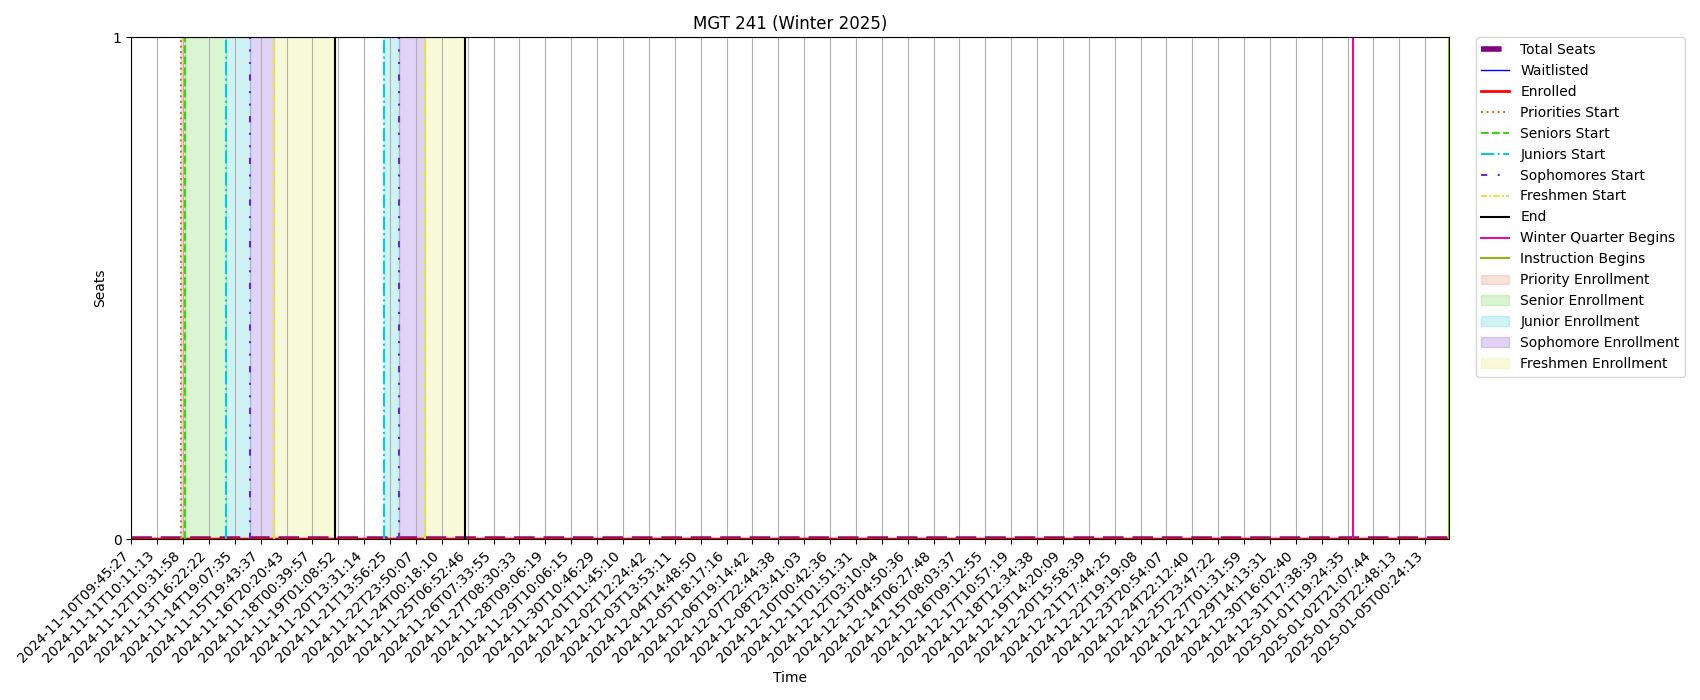 MGT 241 (Winter 2025)
1
0
Seats
2024-11-10T09:45:27
2024-11-11T10:11:13
2024-11-12T10:31:58
2024-11-13T16:22:22
2024-11-14T19:07:35
2024-11-15T19:43:37
2024-11-16T20:20:43
2024-11-18T00:39:57
2024-11-19T01:08:52
2024-11-20T13:31:14
2024-11-21T13:56:25
2024-11-22T23:50:07
2024-11-24T00:18:10
2024-11-25T06:52:46
2024-11-26T07:33:55
2024-11-27T08:30:33
2024-11-28T09:06:19
2024-11-29T10:06:15
2024-11-30T10:46:29
2024-12-01T11:45:10
2024-12-02T12:24:42
2024-12-03T13:53:11
2024-12-04T14:48:50
2024-12-05T18:17:16
2024-12-06T19:14:42
2024-12-07T22:44:38
2024-12-08T23:41:03
2024-12-10T00:42:36
2024-12-11T01:51:31
2024-12-12T03:10:04
2024-12-13T04:50:36
2024-12-14T06:27:48
2024-12-15T08:03:37
2024-12-16T09:12:55
2024-12-17T10:57:19
2024-12-18T12:34:38
2024-12-19T14:20:09
2024-12-20T15:58:39
2024-12-21T17:44:25
2024-12-22T19:19:08
2024-12-23T20:54:07
2024-12-24T22:12:40
2024-12-25T23:47:22
2024-12-27T01:31:59
2024-12-29T14:13:31
2024-12-30T16:02:40
2024-12-31T17:38:39
2025-01-01T19:24:35
2025-01-02T21:07:44
2025-01-03T22:48:13
2025-01-05T00:24:13
Time
Total Seats
Waitlisted
Enrolled
Priorities Start
Seniors Start
Juniors Start
Sophomores Start
Freshmen Start
End
Winter Quarter Begins
Instruction Begins
Priority Enrollment
Senior Enrollment
Junior Enrollment
Sophomore Enrollment
Freshmen Enrollment